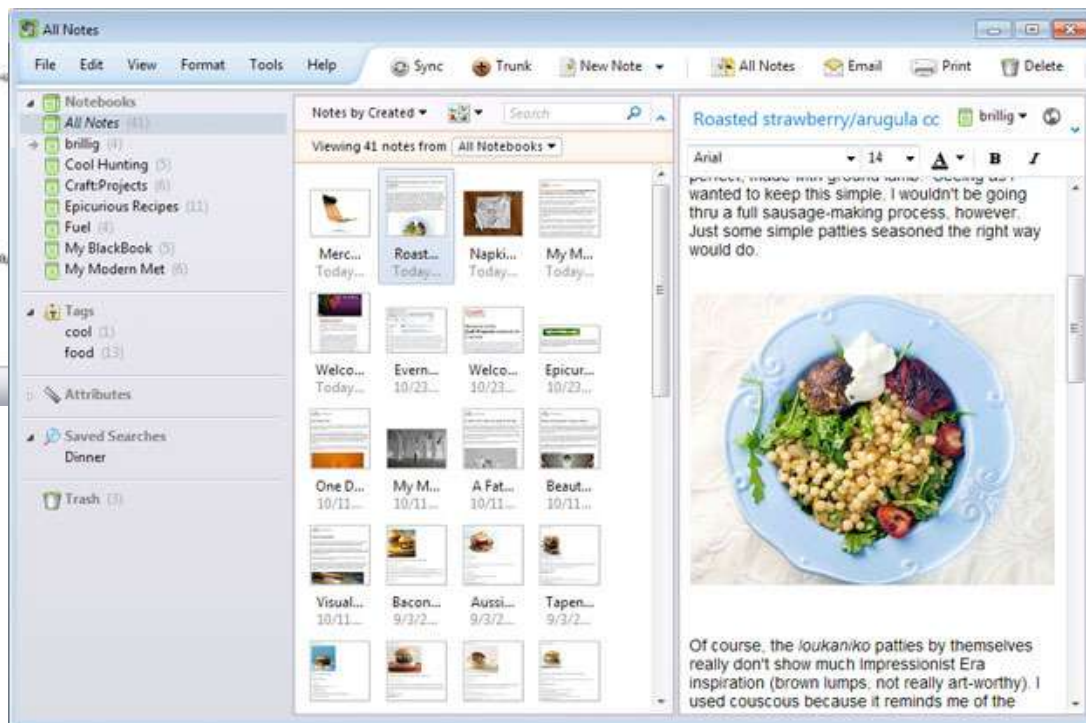 All Notes
File Edit View Format Tools Help
Sync Trunk New Note All Notes Email Print Delete
Notebooks
All Notes (41)
brillig (4)
Cool Hunting (5)
Craft:Projects (6)
Epicurious Recipes (11)
Fuel (4)
My BlackBook (5)
My Modern Met (6)
Tags
cool (1)
food (13)
Attributes
Saved Searches
Dinner
Trash (3)
Notes by Created
Search
Viewing 41 notes from All Notebooks
Merc... Roast... Napki... My M...
Today... Today... Today... Today...
Welco... Evern... Welco... Epicur...
Today... 10/23... 10/23... 10/23...
One D... My M... A Fat... Beaut...
10/11... 10/11... 10/11... 10/11...
Visual... Bacon... Aussi... Tapen...
10/11... 9/3/2... 9/3/2... 9/3/2...
Roasted strawberry/arugula cc brillig
Arial 14 A B I
perfect, made with ground lamb. Seeing as I
wanted to keep this simple, I wouldn't be going
thru a full sausage-making process, however.
Just some simple patties seasoned the right way
would do.
Of course, the loukaniko patties by themselves
really don't show much Impressionist Era
inspiration (brown lumps, not really art-worthy). I
used couscous because it reminds me of the